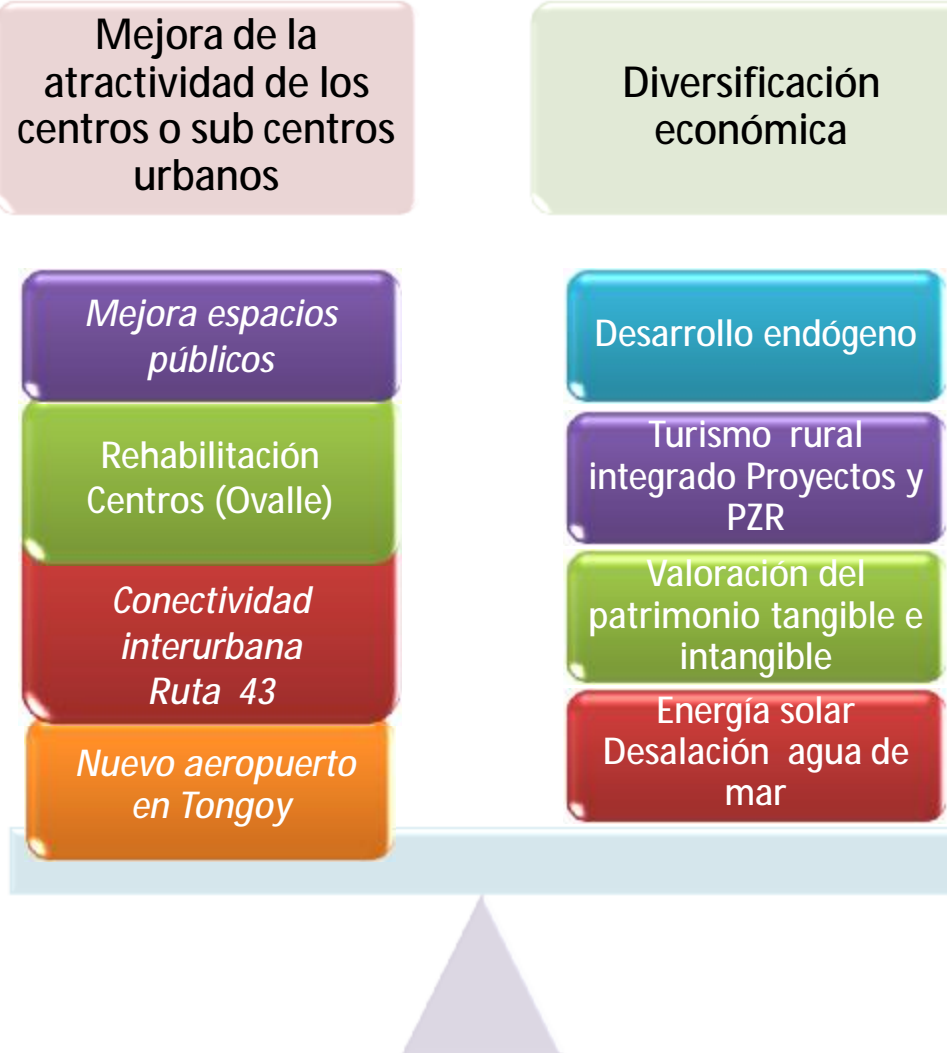 Mejora de la
atractividad de los
centros o sub centros
urbanos
Mejora espacios
públicos
Rehabilitación
Centros (Ovalle)
Conectividad
interurbana
Ruta 43
Nuevo aeropuerto
en Tongoy
Diversificación
económica
Desarrollo endógeno
Turismo rural
integrado Proyectos y
PZR
Valoración del
patrimonio tangible e
intangible
Energía solar
Desalación agua de
mar